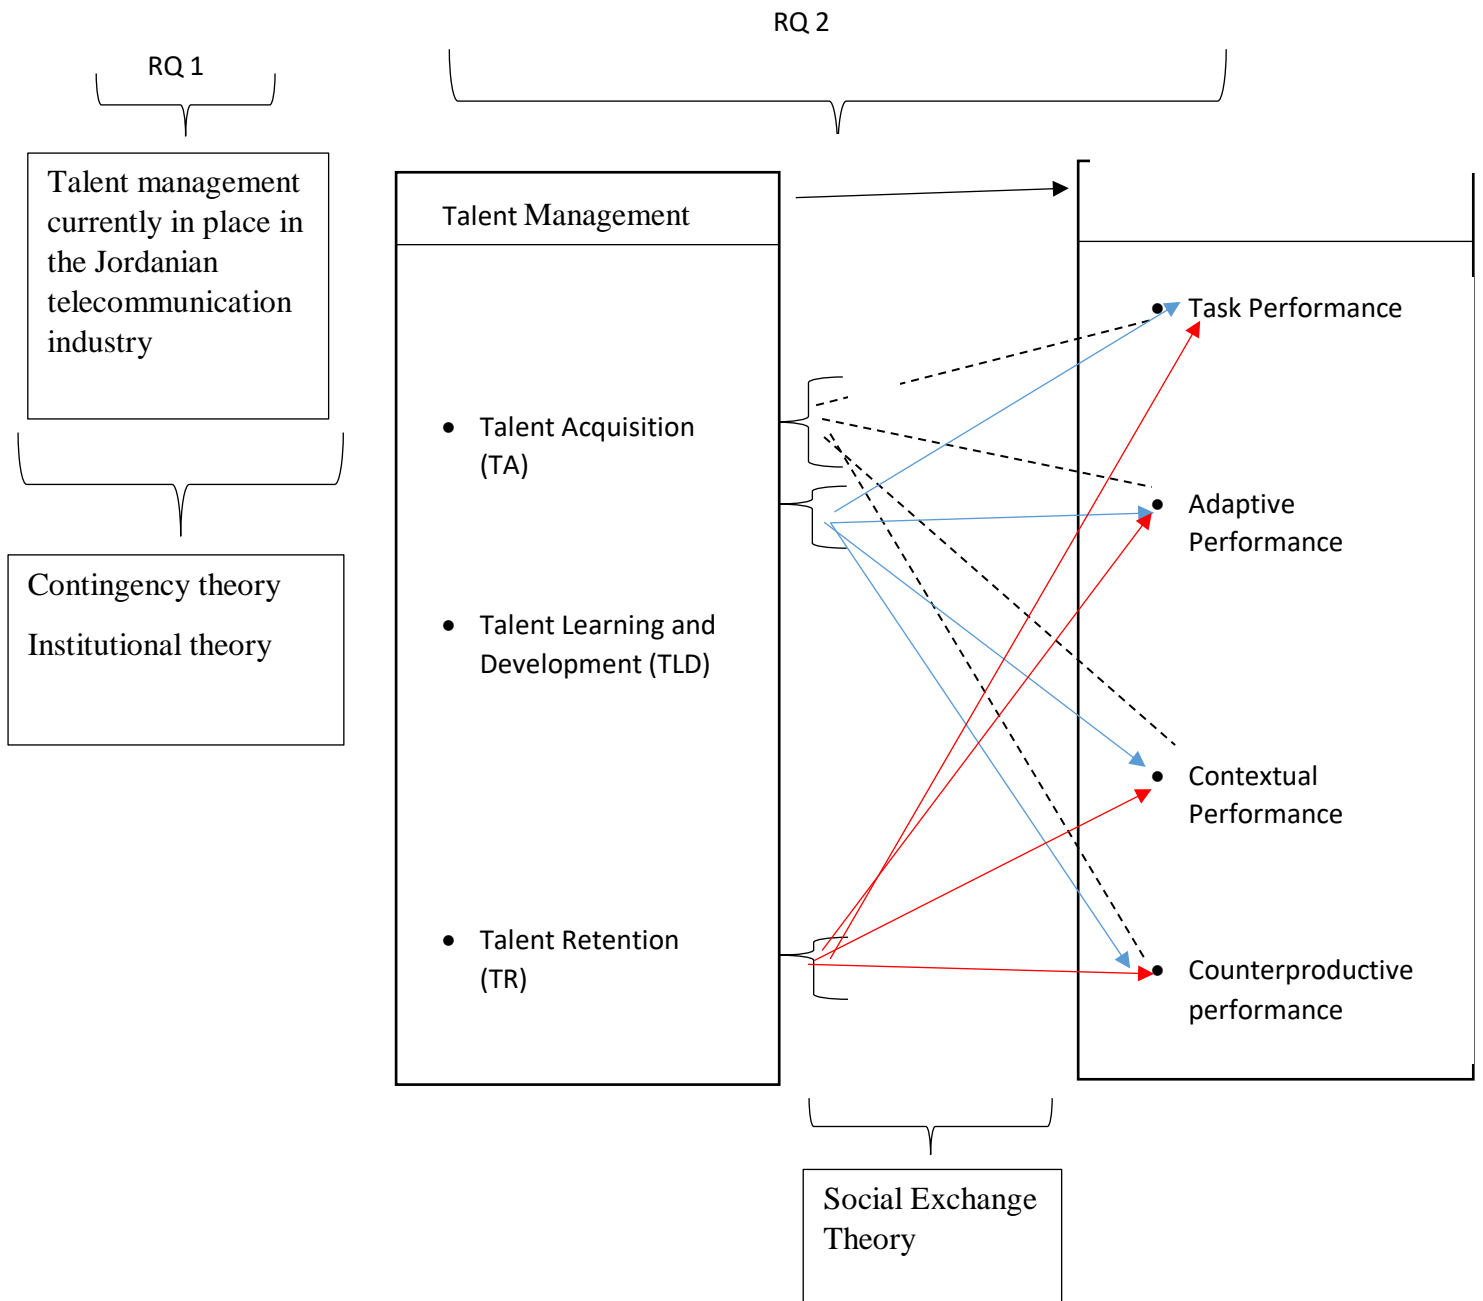 RQ 1
RQ 2
Talent management
currently in place in
the Jordanian
telecommunication
industry
Contingency theory
Institutional theory
Talent Management
• Talent Acquisition
(TA)
• Talent Learning and
Development (TLD)
• Talent Retention
(TR)
• Task Performance
• Adaptive
Performance
• Contextual
Performance
• Counterproductive
performance
Social Exchange
Theory